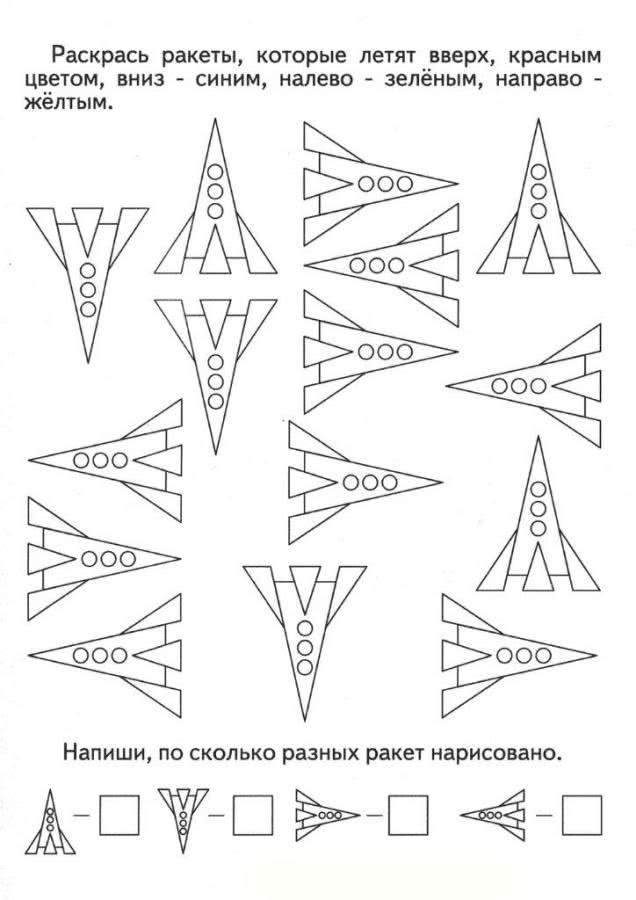 Раскрась ракеты, которые летят вверх, красным
цветом, вниз - синим, налево - зелёным, направо -
жёлтым.
Напиши, по сколько разных ракет нарисовано.